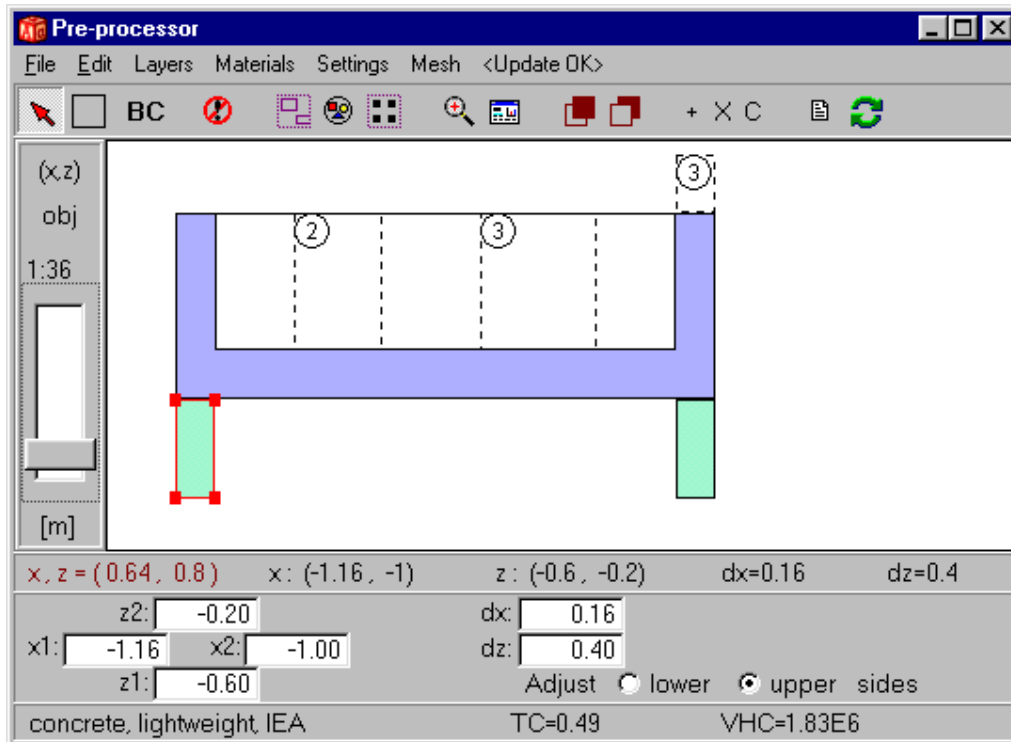 Pre-processor
File Edit Layers Materials Settings Mesh <Update OK>
BC + X C
(x,z)
obj
1:36
3
2 3
[m]
x, z = ( 0.64 , 0.8 ) x : (-1.16 , -1) z : (-0.6 , -0.2) dx=0.16 dz=0.4
z2: -0.20 dx: 0.16
x1: -1.16 x2: -1.00 dz: 0.40
z1: -0.60 Adjust lower upper sides
concrete, lightweight, IEA TC=0.49 VHC=1.83E6